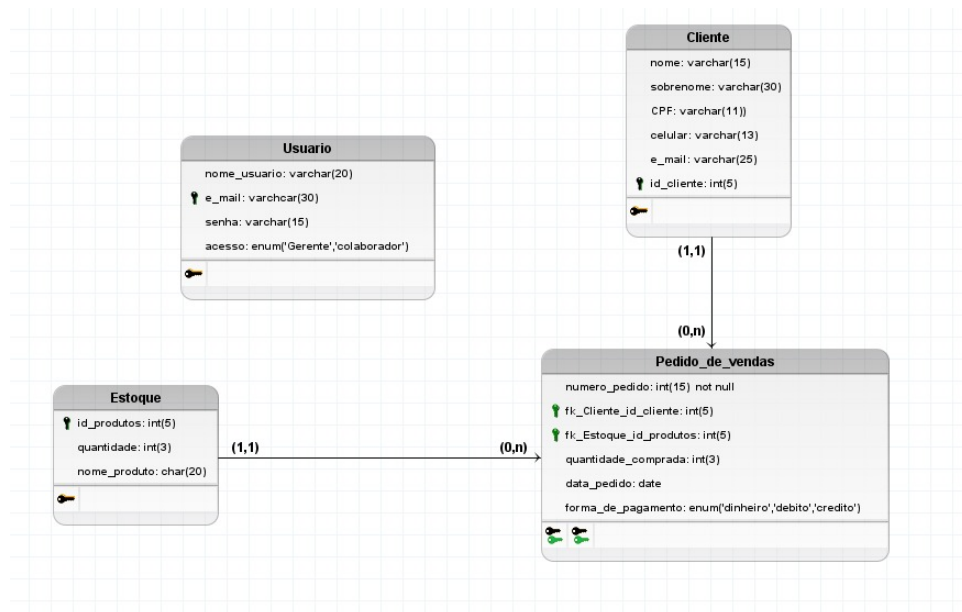 Cliente
nome: varchar(15)
sobrenome: varchar(30)
CPF: varchar(11))
celular: varchar(13)
e_mail: varchar(25)
id_cliente: int(5)
Usuario
nome_usuario: varchar(20)
e_mail: varchcar(30)
senha: varchar(15)
acesso: enum('Gerente','colaborador')
(1,1)
(0,n)
Pedido_de_vendas
numero_pedido: int(15) not null
fk_Cliente_id_cliente: int(5)
fk_Estoque_id_produtos: int(5)
quantidade_comprada: int(3)
data_pedido: date
forma_de_pagamento: enum('dinheiro','debito','credito')
Estoque
id_produtos: int(5)
quantidade: int(3)
nome_produto: char(20)
(1,1)
(0,n)